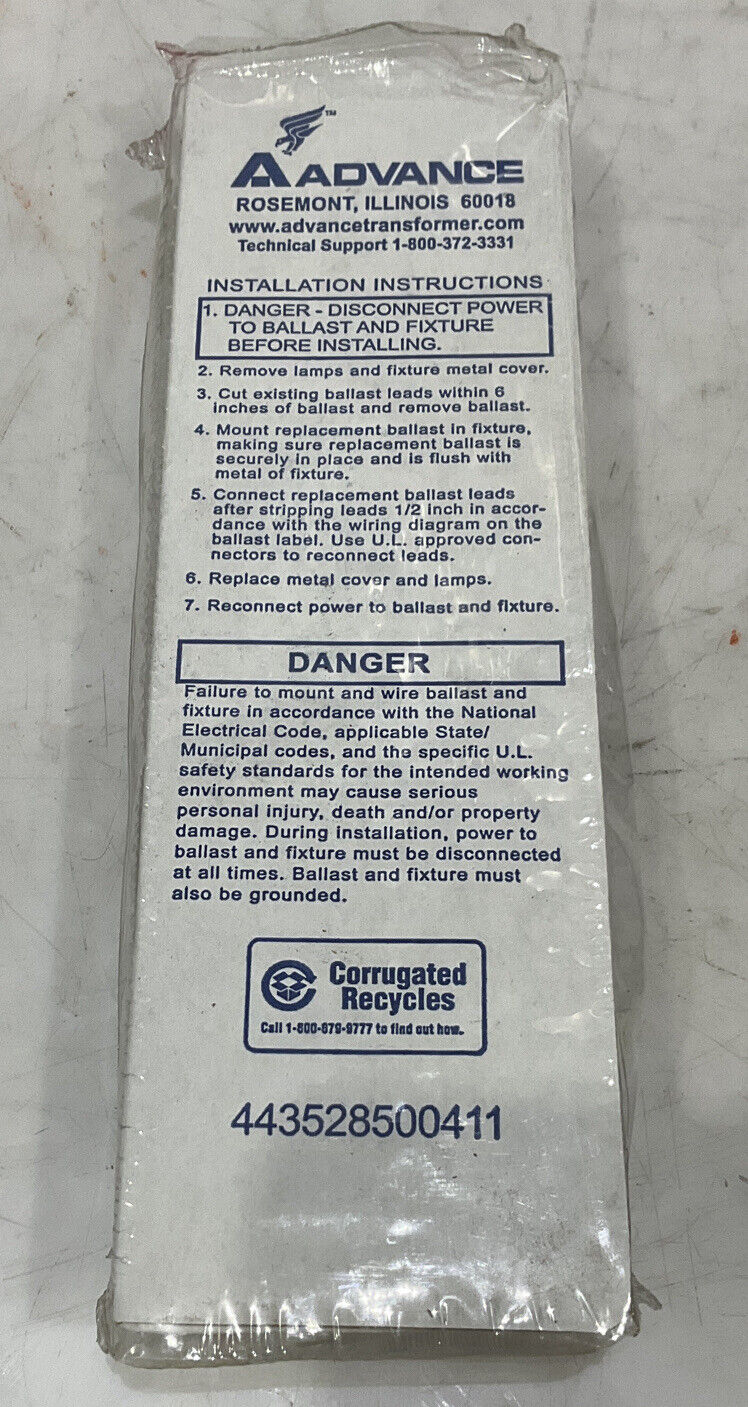 ™
ADVANCE
ROSEMONT, ILLINOIS 60018
www.advancetransformer.com
Technical Support 1-800-372-3331
INSTALLATION INSTRUCTIONS
1. DANGER - DISCONNECT POWER
TO BALLAST AND FIXTURE
BEFORE INSTALLING.
2. Remove lamps and fixture metal cover.
3. Cut existing ballast leads within 6
inches of ballast and remove ballast.
4. Mount replacement ballast in fixture,
making sure replacement ballast is
securely in place and is flush with
metal of fixture.
5. Connect replacement ballast leads
after stripping leads 1/2 inch in accor-
dance with the wiring diagram on the
ballast label. Use U.L. approved con-
nectors to reconnect leads.
6. Replace metal cover and lamps.
7. Reconnect power to ballast and fixture.
DANGER
Failure to mount and wire ballast and
fixture in accordance with the National
Electrical Code, applicable State/
Municipal codes, and the specific U.L.
safety standards for the intended working
environment may cause serious
personal injury, death and/or property
damage. During installation, power to
ballast and fixture must be disconnected
at all times. Ballast and fixture must
also be grounded.
Corrugated
Recycles
Call 1-800-879-9777 to find out how.
443528500411